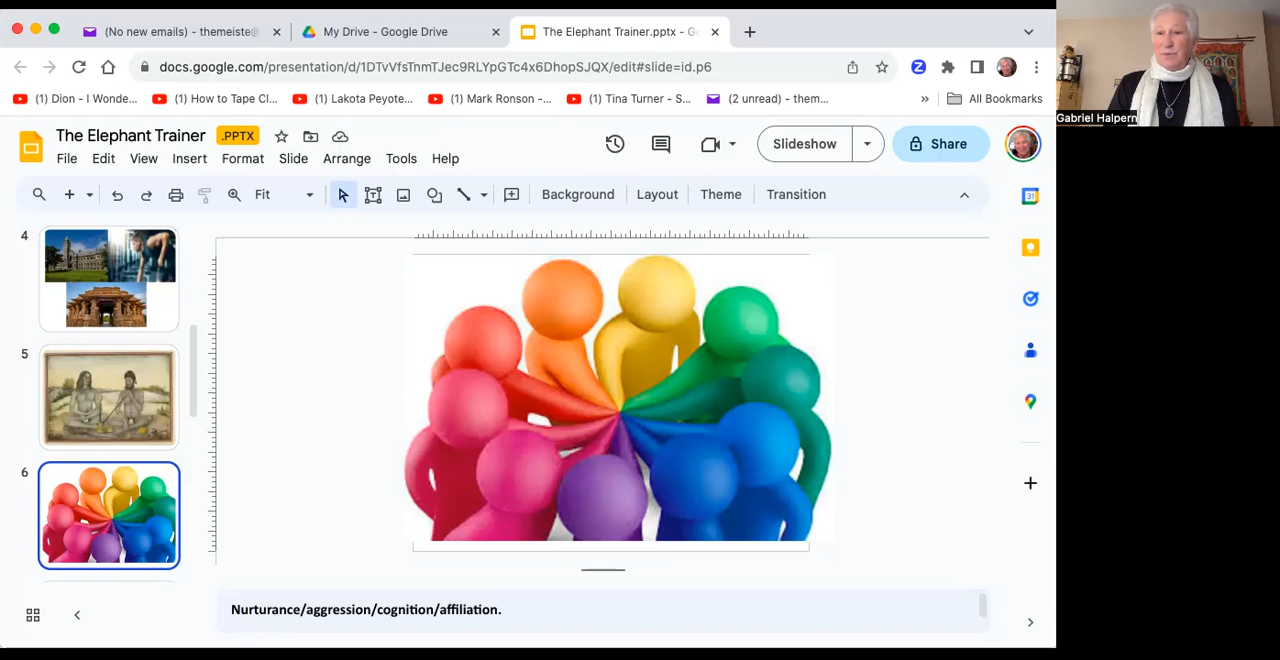 (No new emails) - themeiste@
My Drive - Google Drive
The Elephant Trainer.pptx - G
docs.google.com/presentation/d/1DTvVfsTnmTJec9RLYpGTc4x6DhopSJQX/edit#slide=id.p6
(1) Dion - I Wonde...
(1) How to Tape Cl...
(1) Lakota Peyote...
(1) Mark Ronson -...
(1) Tina Turner - S...
(2 unread) - them...
»
All Bookmarks
Gabriel Halpern
The Elephant Trainer
.PPTX
File Edit View Insert Format Slide Arrange Tools Help
Slideshow
Share
Fit
Background
Layout
Theme
Transition
31
4
5
6
Nurturance/aggression/cognition/affiliation.